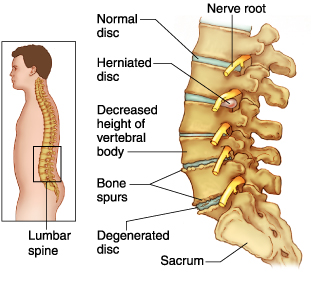 Nerve root
Normal
disc
Herniated
disc
Decreased
height of
vertebral
body
Bone
spurs
Lumbar
spine
Degenerated
disc
Sacrum